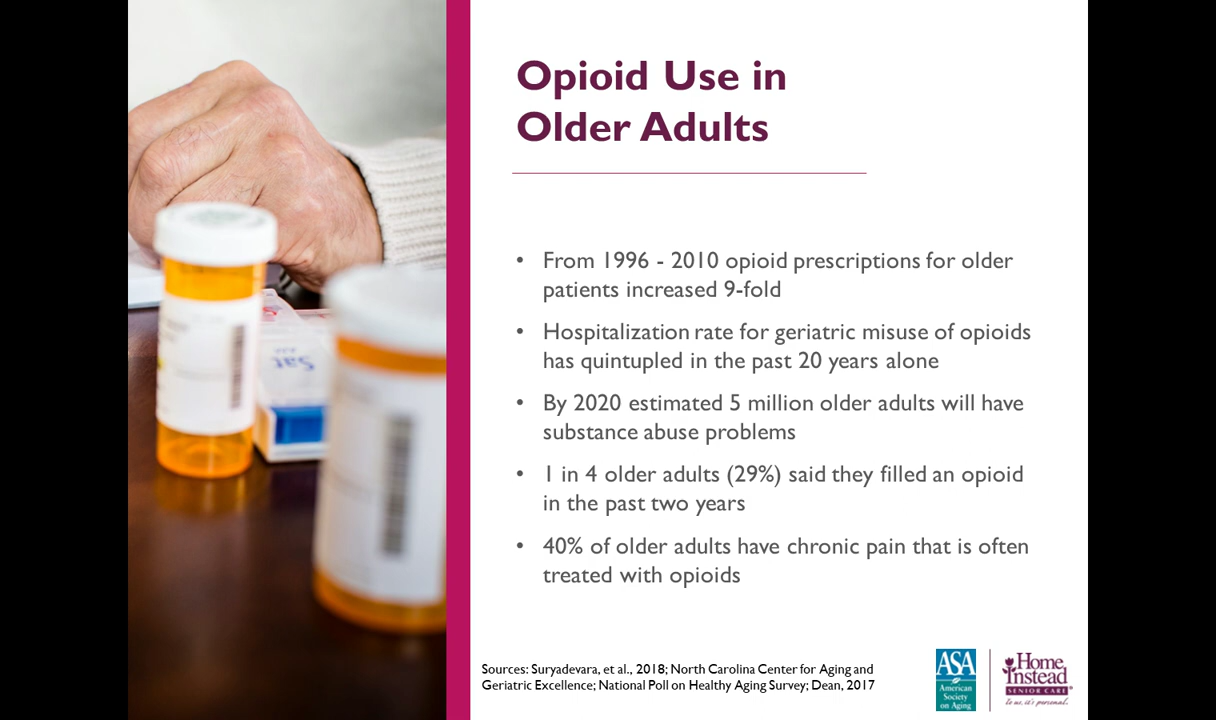 Opioid Use in
Older Adults
• From 1996 - 2010 opioid prescriptions for older
patients increased 9-fold
• Hospitalization rate for geriatric misuse of opioids
has quintupled in the past 20 years alone
• By 2020 estimated 5 million older adults will have
substance abuse problems
• 1 in 4 older adults (29%) said they filled an opioid
in the past two years
• 40% of older adults have chronic pain that is often
treated with opioids
Sources: Suryadevara, et al., 2018; North Carolina Center for Aging and
Geriatric Excellence; National Poll on Healthy Aging Survey; Dean, 2017
ASA
American
Society
on Aging
Home
Instead
SENIOR CARE®
to us, it's personal.
Sat